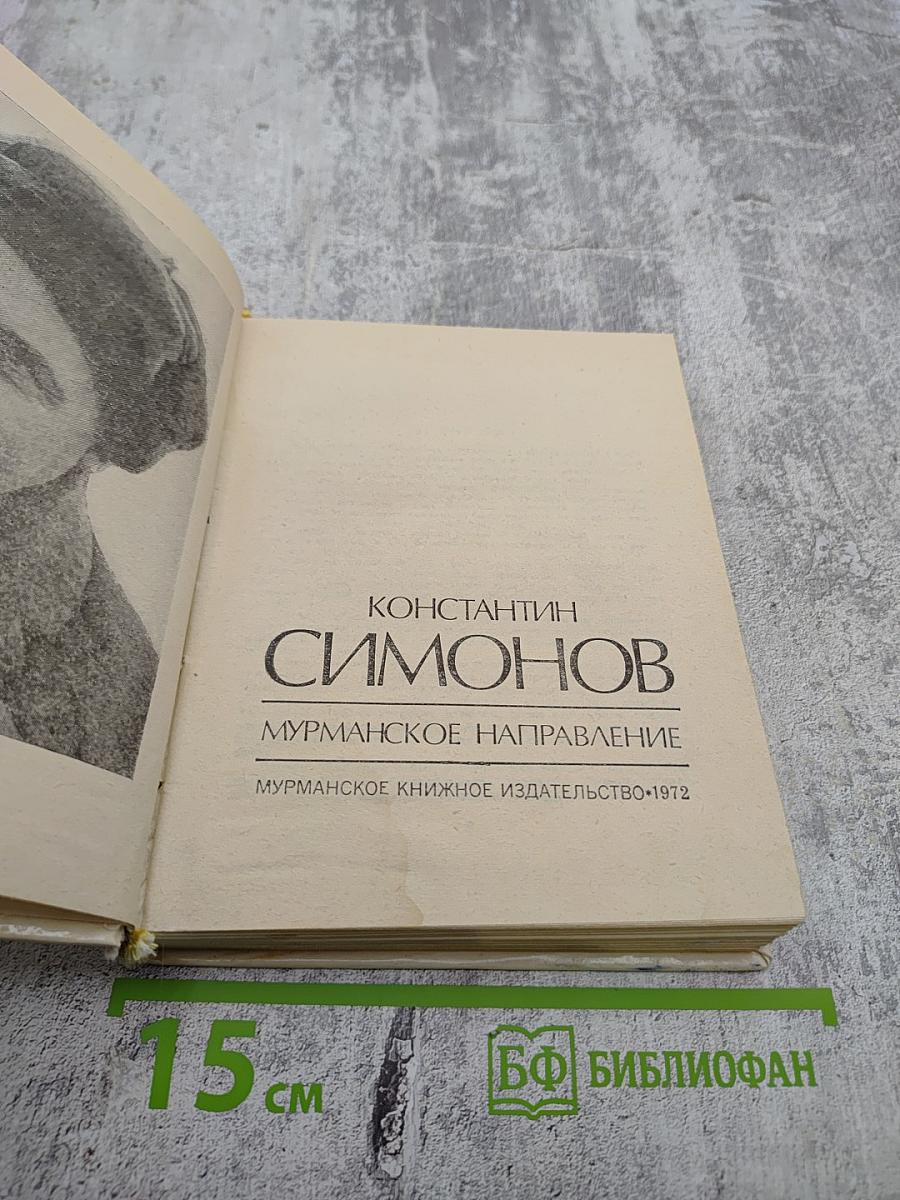 КОНСТАНТИН
СИМОНОВ
МУРМАНСКОЕ НАПРАВЛЕНИЕ
МУРМАНСКОЕ КНИЖНОЕ ИЗДАТЕЛЬСТВО•1972
15 см
БФ БИБЛИОФАН